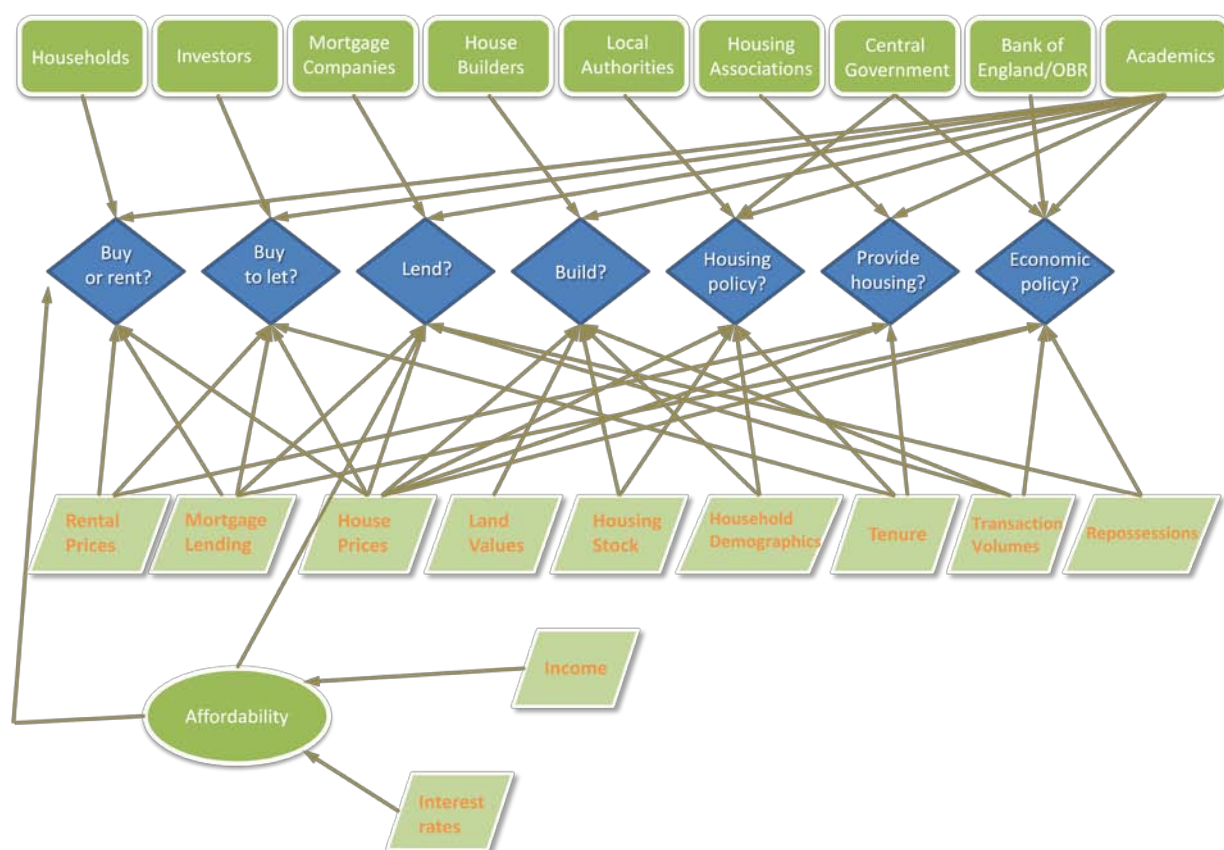 Households
Investors
Mortgage
Companies
House
Builders
Local
Authorities
Housing
Associations
Central
Government
Bank of
England/OBR
Academics
Buy
or rent?
Buy
to let?
Lend?
Build?
Housing
policy?
Provide
housing?
Economic
policy?
Rental
Prices
Mortgage
Lending
House
Prices
Land
Values
Housing
Stock
Household
Demographics
Tenure
Transaction
Volumes
Repossessions
Income
Affordability
Interest
rates